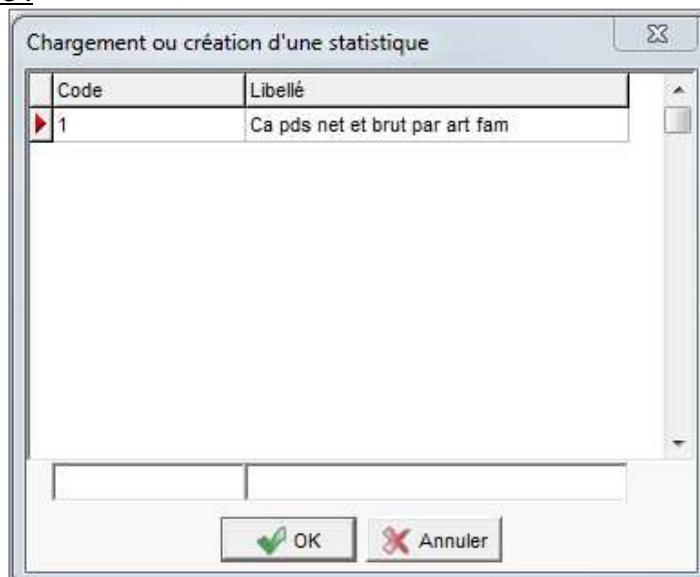 Chargement ou création d'une statistique
Code Libellé
1 Ca pds net et brut par art fam
OK Annuler